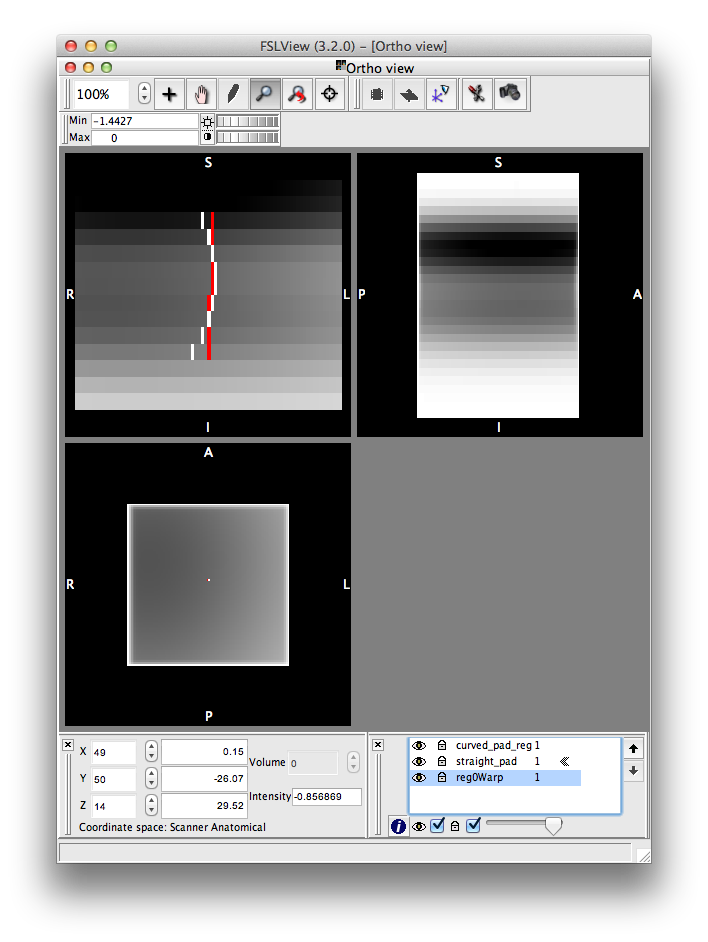 FSLView (3.2.0) – [Ortho view]
Ortho view
100%
Min -1.4427
Max 0
S
S
R
L
P
A
I
I
A
R
L
P
X 49 0.15
Volume 0
Y 50 -26.07
Intensity -0.856869
Z 14 29.52
Coordinate space: Scanner Anatomical
curved_pad_reg 1
straight_pad 1
reg0Warp 1